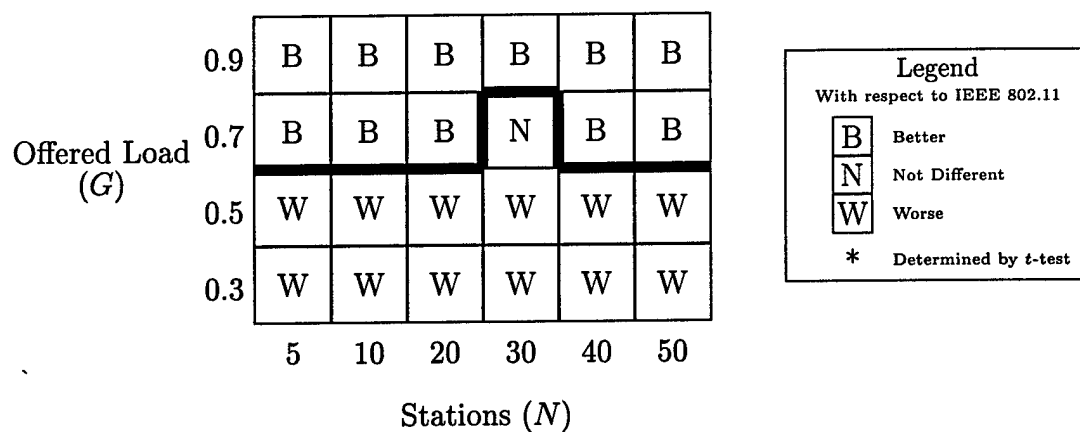 0.9 B B B B B B
Offered Load
(G)
0.7 B B B N B B
0.5 W W W W W W
0.3 W W W W W W
5 10 20 30 40 50
Stations (N)
Legend
With respect to IEEE 802.11
B Better
N Not Different
W Worse
* Determined by t-test